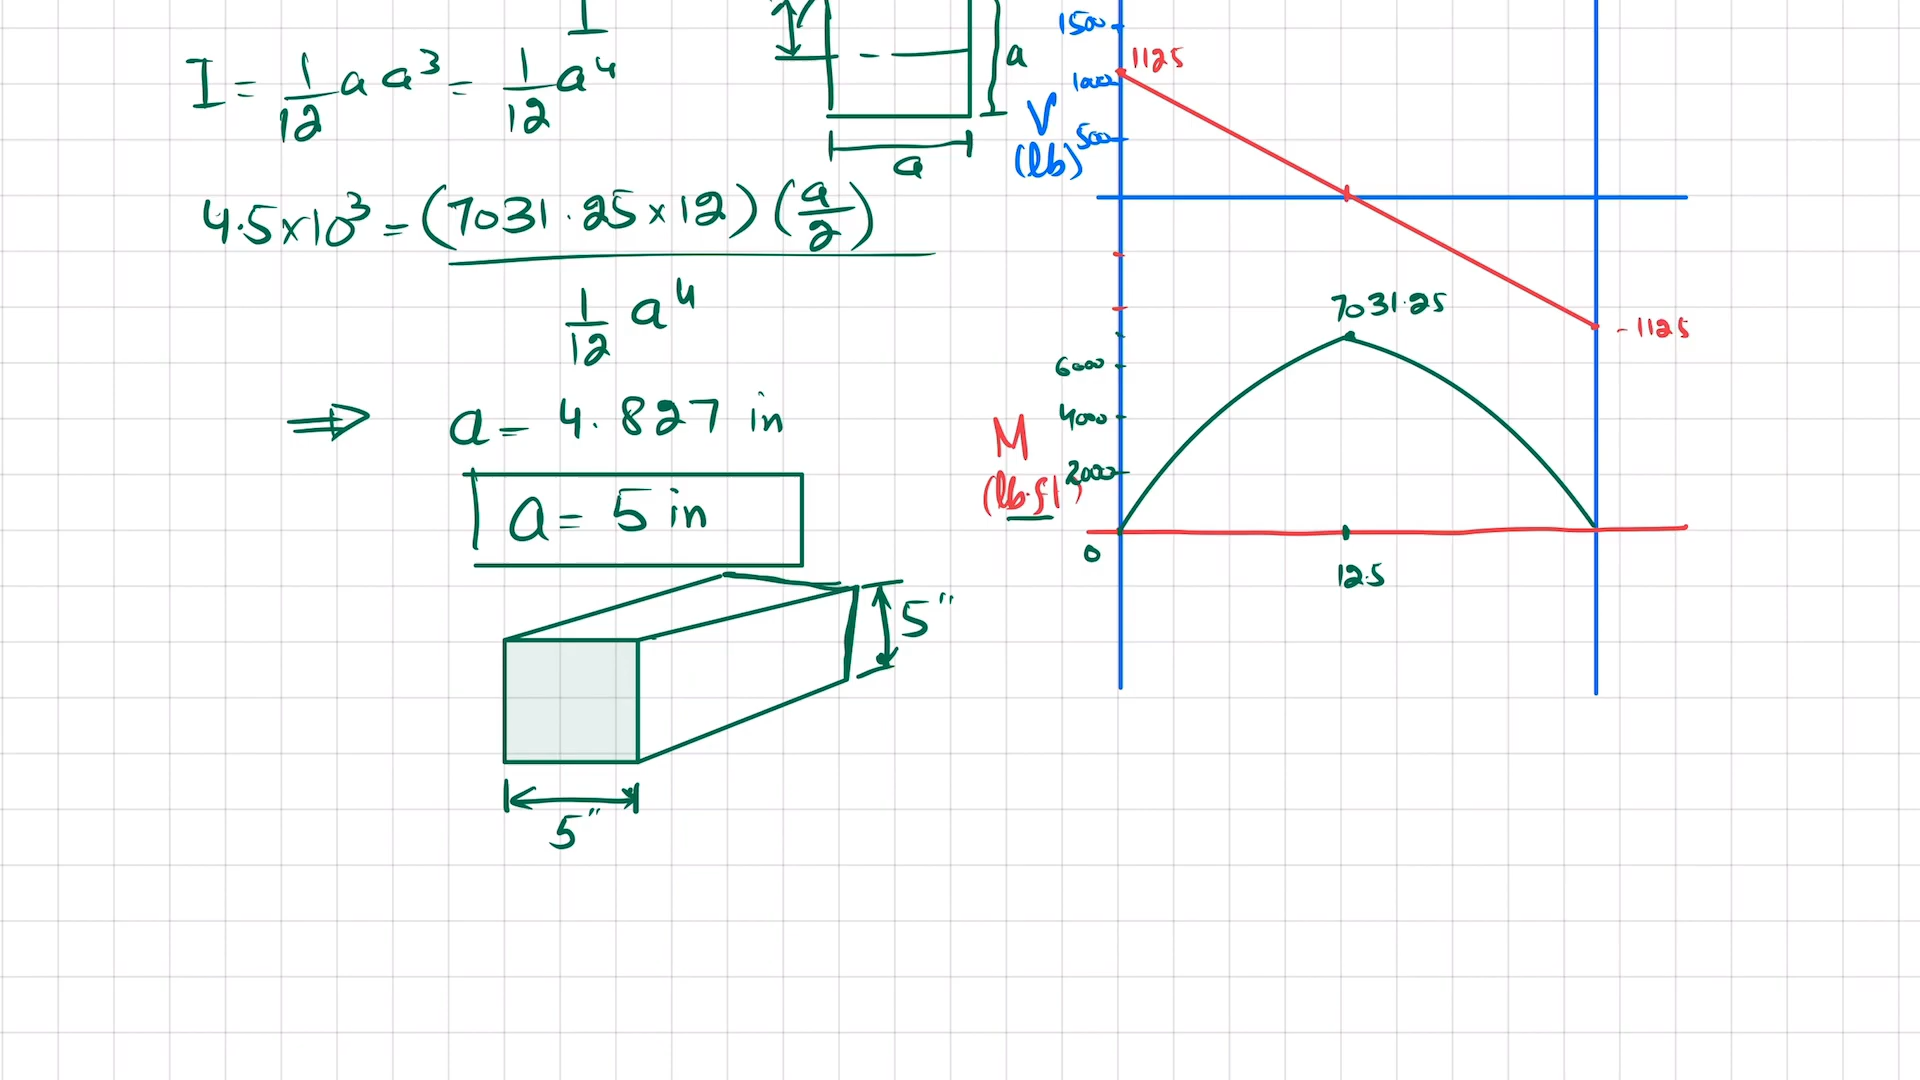 I = 1/12 a a³ = 1/12 a⁴
a
a
4.5×10³ = (7031.25×12)(a/2)
1/12 a⁴
⇒ a = 4.827 in
a = 5 in
5"
5"
1500
1125
1000
V
500
(lb)
-1125
7031.25
6000
4000
M
2000
(lb.ft)
0
12.5